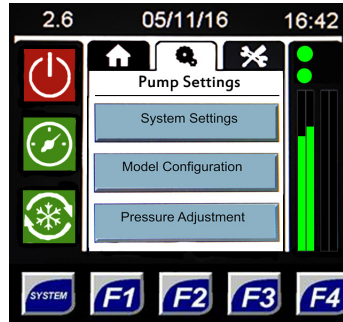 2.6 05/11/16 16:42
Pump Settings
System Settings
Model Configuration
Pressure Adjustment
SYSTEM F1 F2 F3 F4